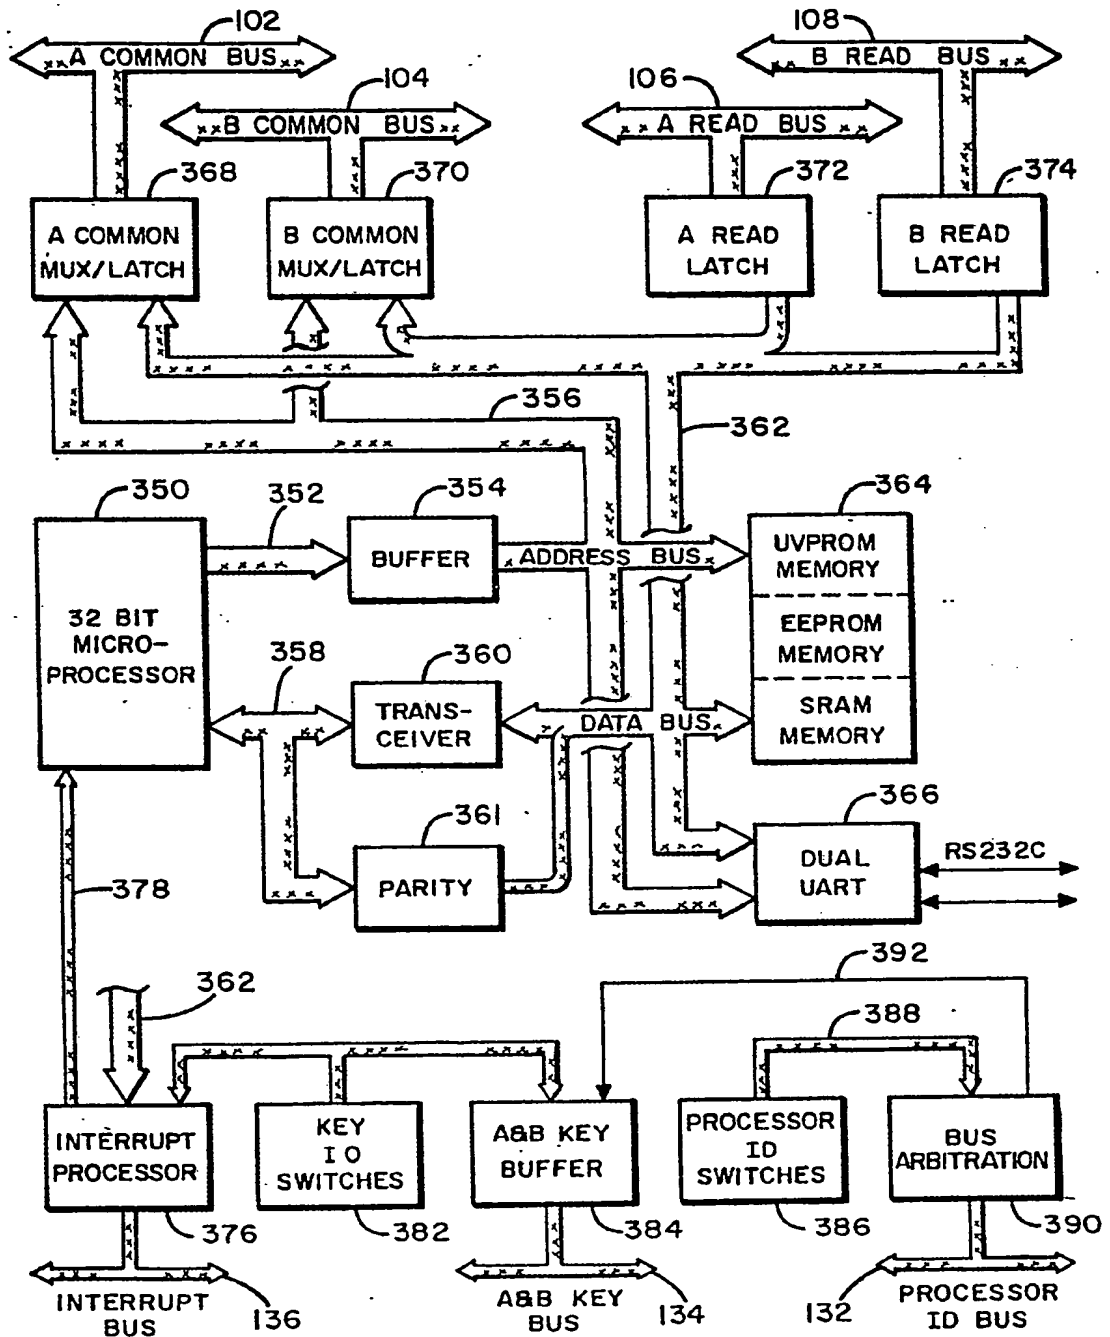 102
A COMMON BUS
108
B READ BUS
104
B COMMON BUS
106
A READ BUS
368
A COMMON
MUX/LATCH
370
B COMMON
MUX/LATCH
372
A READ
LATCH
374
B READ
LATCH
356
362
350
32 BIT
MICRO-
PROCESSOR
352
354
BUFFER
ADDRESS BUS
364
UVPROM
MEMORY
EEPROM
MEMORY
SRAM
MEMORY
358
360
TRANS-
CEIVER
DATA BUS
361
PARITY
366
DUAL
UART
RS232C
378
362
392
388
INTERRUPT
PROCESSOR
KEY
I O
SWITCHES
A&B KEY
BUFFER
PROCESSOR
ID
SWITCHES
BUS
ARBITRATION
376
382
384
386
390
INTERRUPT
BUS
136
A&B KEY
BUS
134
132
PROCESSOR
ID BUS